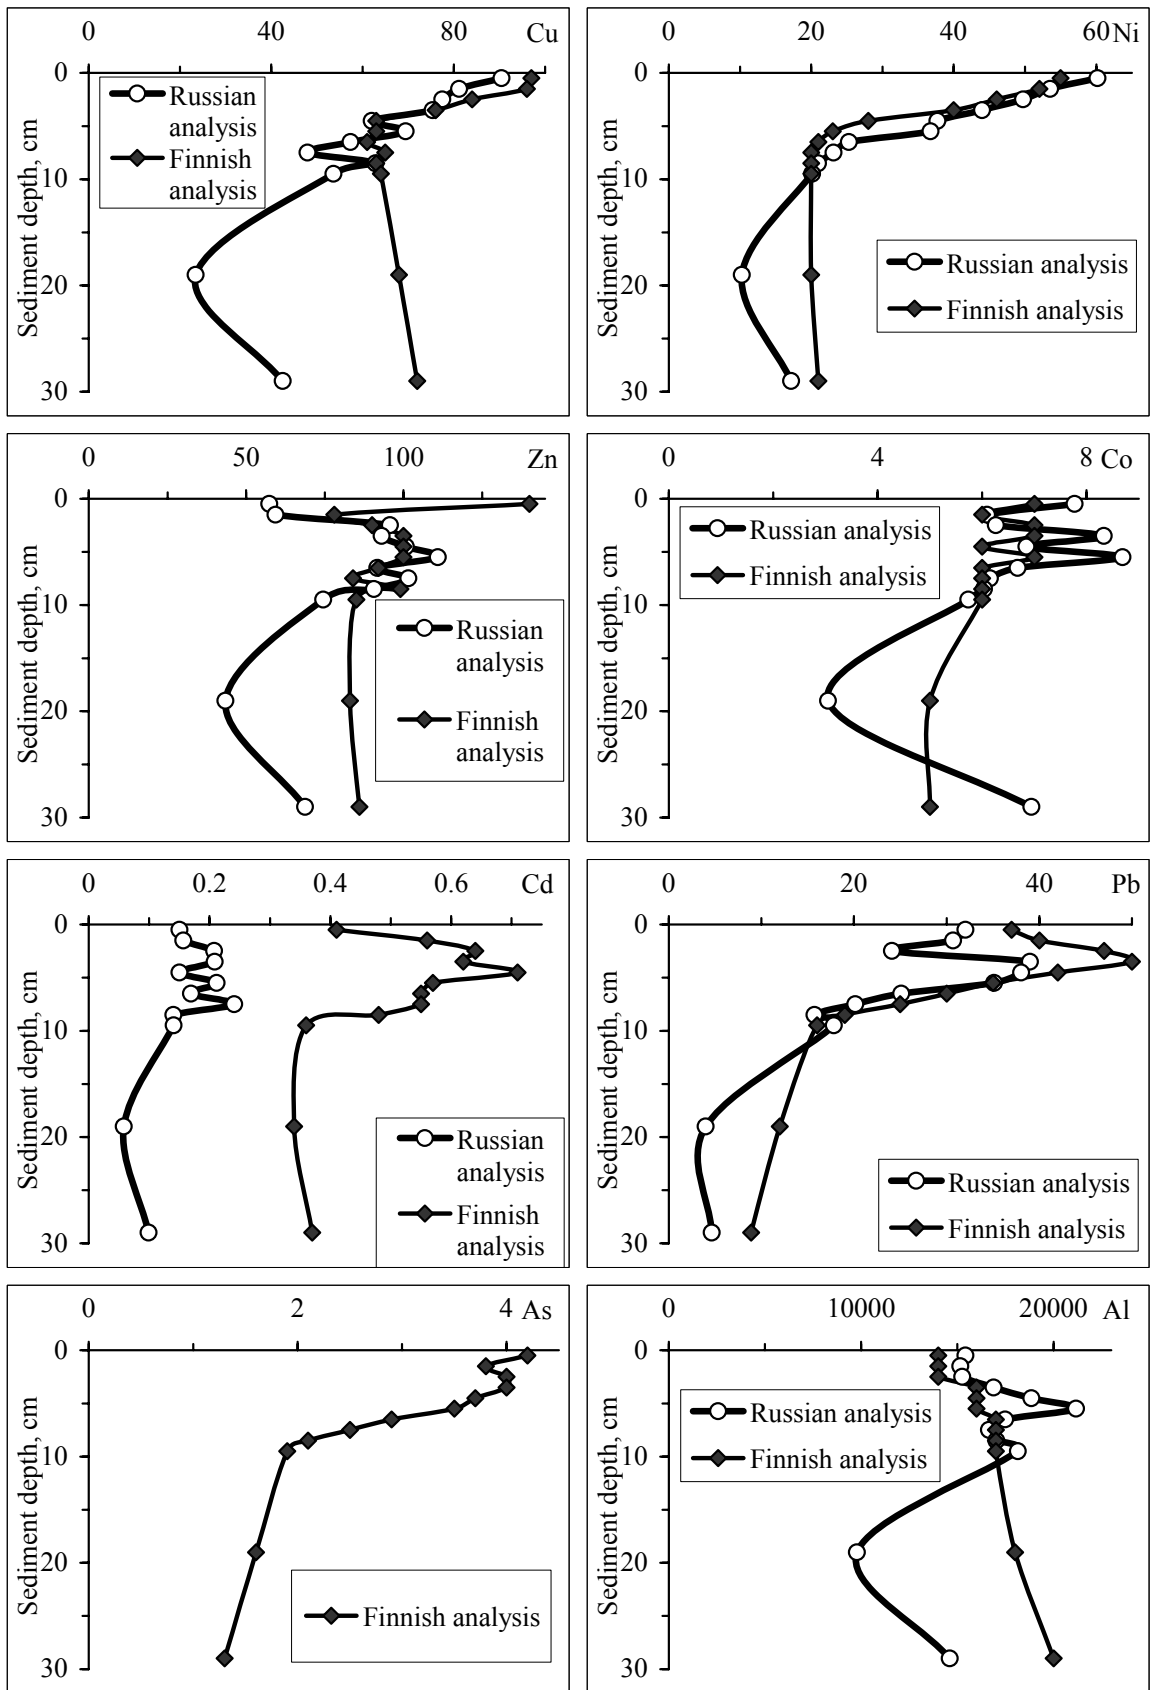 0 40 80 Cu
0
10
20
30
Sediment depth, cm
Russian
analysis
Finnish
analysis
0 20 40 60 Ni
0
10
20
30
Sediment depth, cm
Russian analysis
Finnish analysis
0 50 100 Zn
0
10
20
30
Sediment depth, cm
Russian
analysis
Finnish
analysis
0 4 8 Co
0
10
20
30
Sediment depth, cm
Russian analysis
Finnish analysis
0 0.2 0.4 0.6 Cd
0
10
20
30
Sediment depth, cm
Russian
analysis
Finnish
analysis
0 20 40 Pb
0
10
20
30
Sediment depth, cm
Russian analysis
Finnish analysis
0 2 4 As
0
10
20
30
Sediment depth, cm
Finnish analysis
0 10000 20000 Al
0
10
20
30
Sediment depth, cm
Russian analysis
Finnish analysis